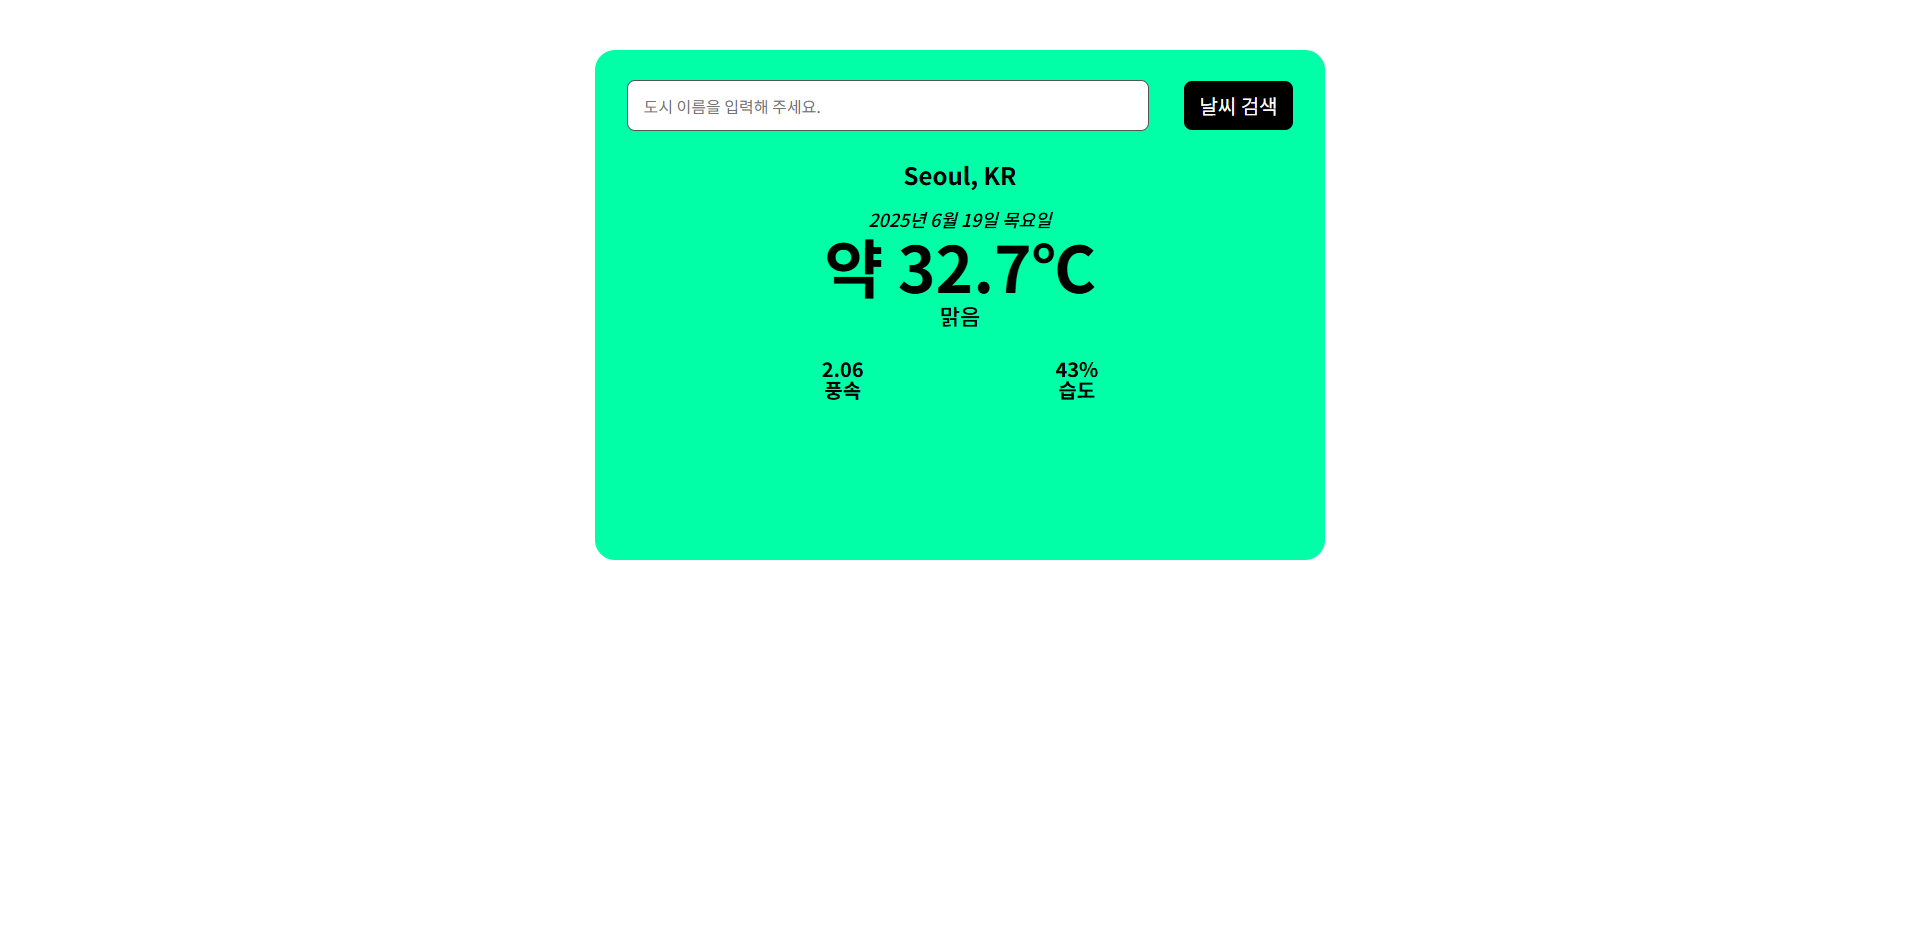 도시 이름을 입력해 주세요.
날씨 검색
Seoul, KR
2025년 6월 19일 목요일
약 32.7°C
맑음
2.06
풍속
43%
습도